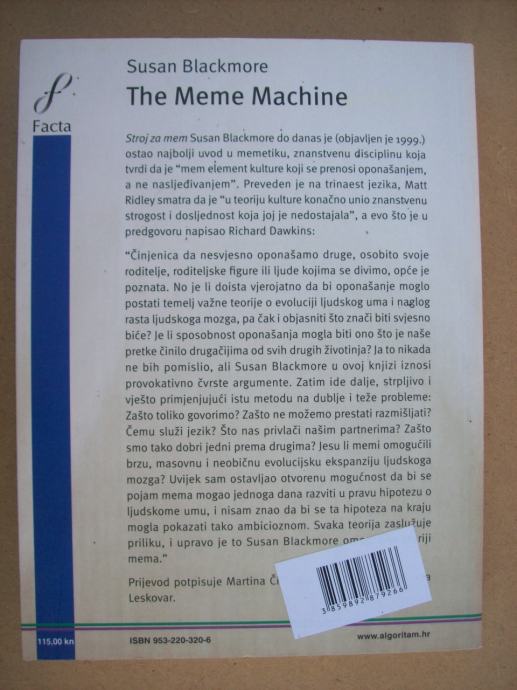 Susan Blackmore
The Meme Machine
Facta
Stroj za mem Susan Blackmore do danas je (objavljen je 1999.)
ostao najbolji uvod u memetiku, znanstvenu disciplinu koja
tvrdi da je “mem element kulture koji se prenosi oponašanjem,
a ne nasljeđivanjem”. Preveden je na trinaest jezika, Matt
Ridley smatra da je “u teoriju kulture konačno unio znanstvenu
strogost i dosljednost koja joj je nedostajala”, a evo što je u
predgovoru napisao Richard Dawkins:
“Činjenica da nesvjesno oponašamo druge, osobito svoje
roditelje, roditeljske figure ili ljude kojima se divimo, opće je
poznata. No je li doista vjerojatno da bi oponašanje moglo
postati temelj važne teorije o evoluciji ljudskog uma i naglog
rasta ljudskoga mozga, pa čak i objasniti što znači biti svjesno
biće? Je li sposobnost oponašanja mogla biti ono što je naše
pretke činilo drugačijima od svih drugih životinja? Ja to nikada
ne bih pomislio, ali Susan Blackmore u ovoj knjizi iznosi
provokativno čvrste argumente. Zatim ide dalje, strpljivo i
vješto primjenjujući istu metodu na dublje i teže probleme:
Zašto toliko govorimo? Zašto ne možemo prestati razmišljati?
Čemu služi jezik? Što nas privlači našim partnerima? Zašto
smo tako dobri jedni prema drugima? Jesu li memi omogućili
brzu, masovnu i neobičnu evolucijsku ekspanziju ljudskoga
mozga? Uvijek sam ostavljao otvorenu mogućnost da bi se
pojam mema mogao jednoga dana razviti u pravu hipotezu o
ljudskome umu, i nisam znao da bi se ta hipoteza na kraju
mogla pokazati tako ambicioznom. Svaka teorija zaslužuje
priliku, i upravo je to Susan Blackmore
mema.”
Prijevod potpisuje Martina
Leskovar.
3859892879266
115,00 kn
ISBN 953-220-320-6
www.algoritam.hr